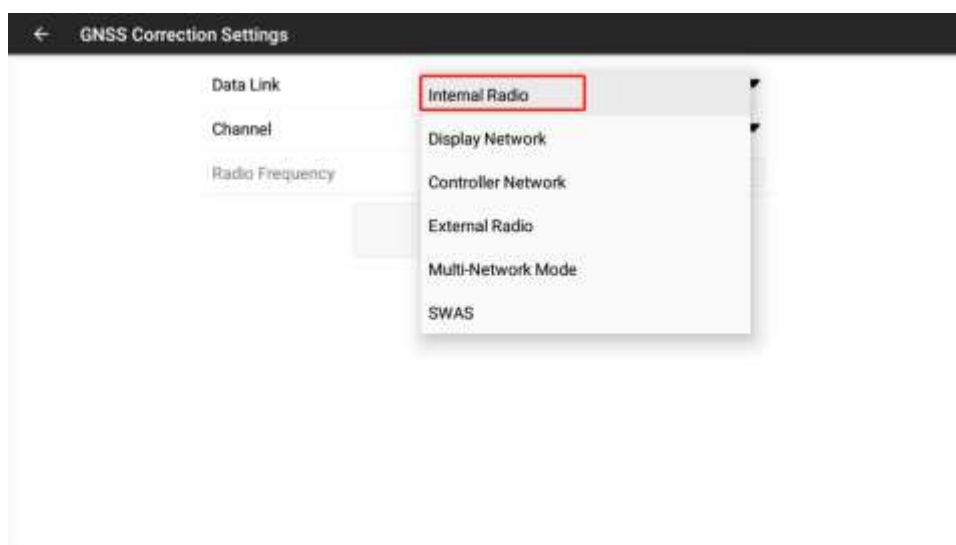 GNSS Correction Settings
Data Link
Internal Radio
Channel
Display Network
Radio Frequency
Controller Network
External Radio
Multi-Network Mode
SWAS